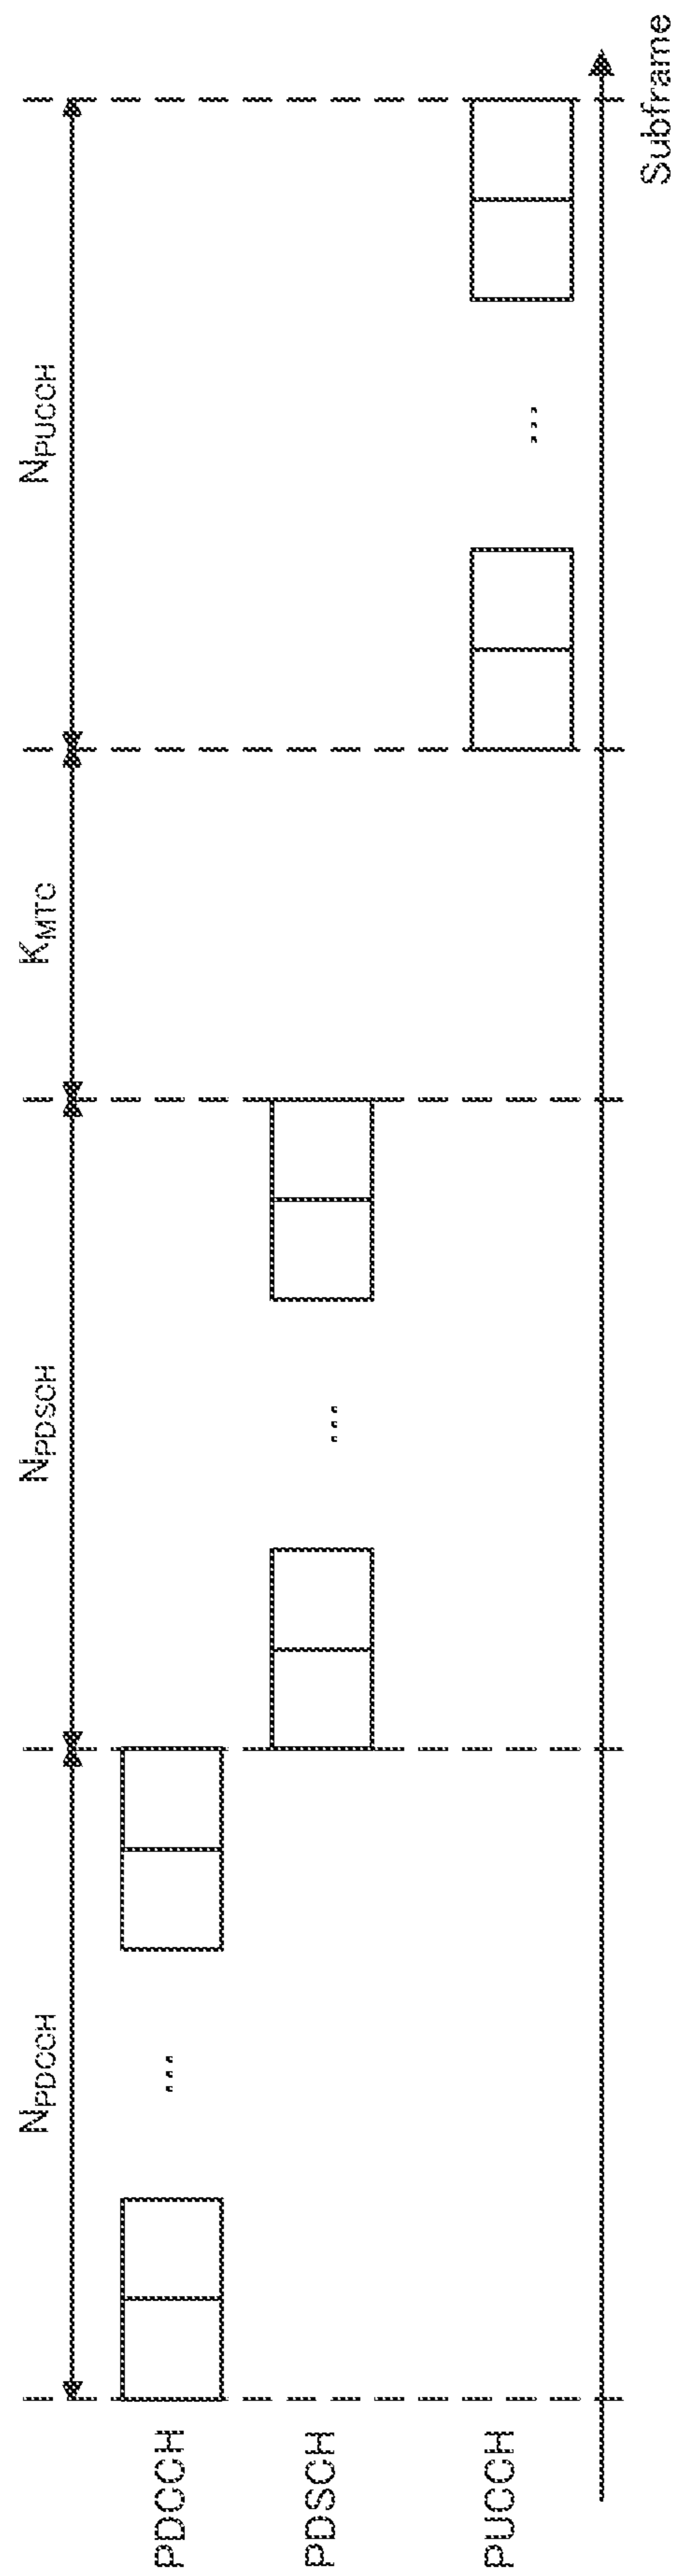 N_PDCCH N_PDSCH K_MTC N_PUCCH
PDCCH
...
PDSCH
...
PUCCH
...
Subframe